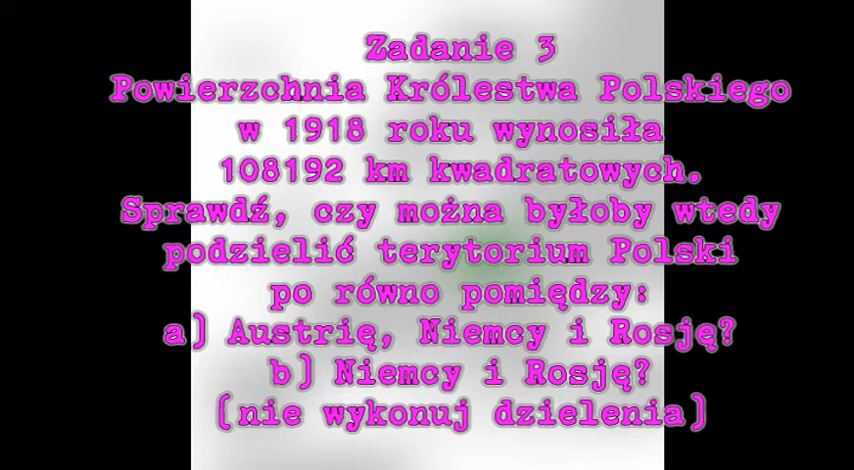 Zadanie 3
Powierzchnia Królestwa Polskiego
w 1918 roku wynosiła
108192 km kwadratowych.
Sprawdź, czy można byłoby wtedy
podzielić terytorium Polski
po równo pomiędzy:
a) Austrię, Niemcy i Rosję?
b) Niemcy i Rosję?
(nie wykonuj dzielenia)